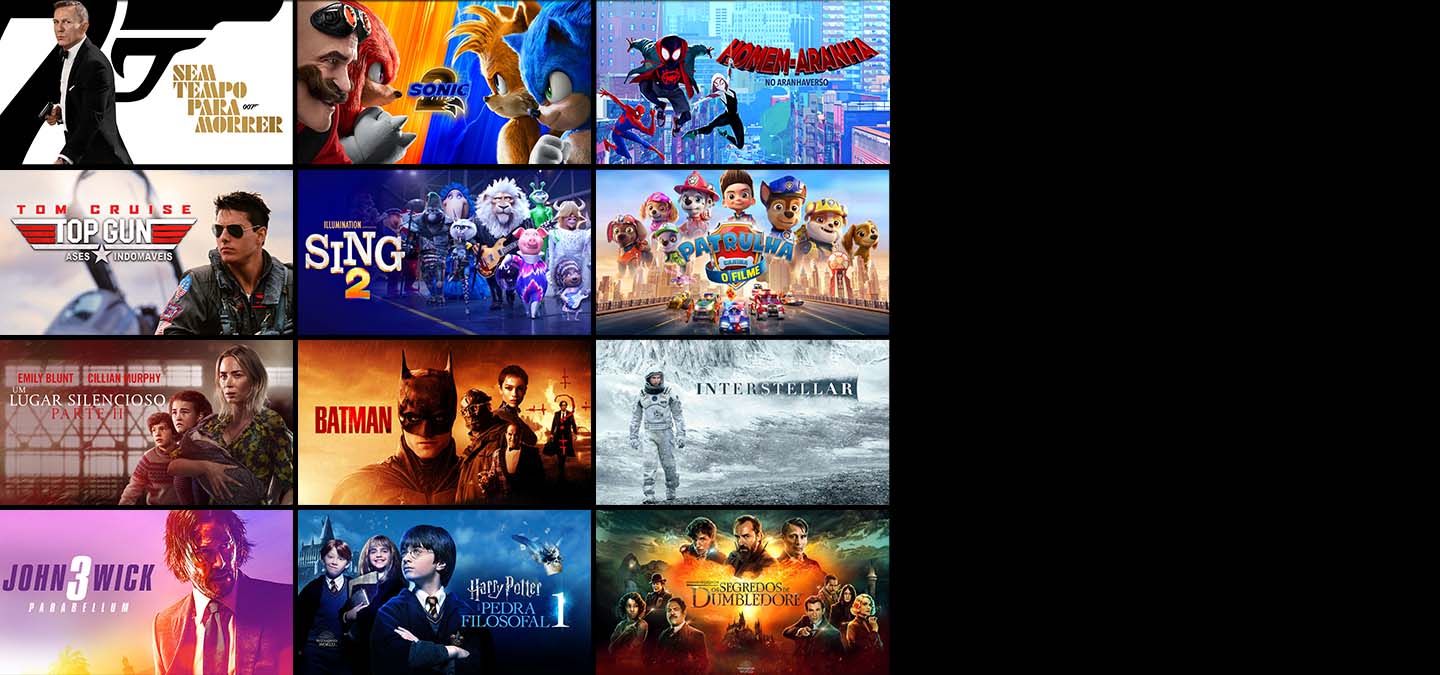 SEM
TEMPO
PARA 007
MORRER
SONIC
2
HOMEM-ARANHA
NO ARANHAVERSO
TOM CRUISE
TOP GUN
ASES INDOMÁVEIS
ILLUMINATION
SING
2
PATRULHA
CANINA
O FILME
EMILY BLUNT CILLIAN MURPHY
UM
LUGAR SILENCIOSO
PARTE II
BATMAN
INTERSTELLAR
JOHN 3 WICK
PARABELLUM
Harry Potter
PEDRA
FILOSOFAL 1
OS SEGREDOS DE
DUMBLEDORE